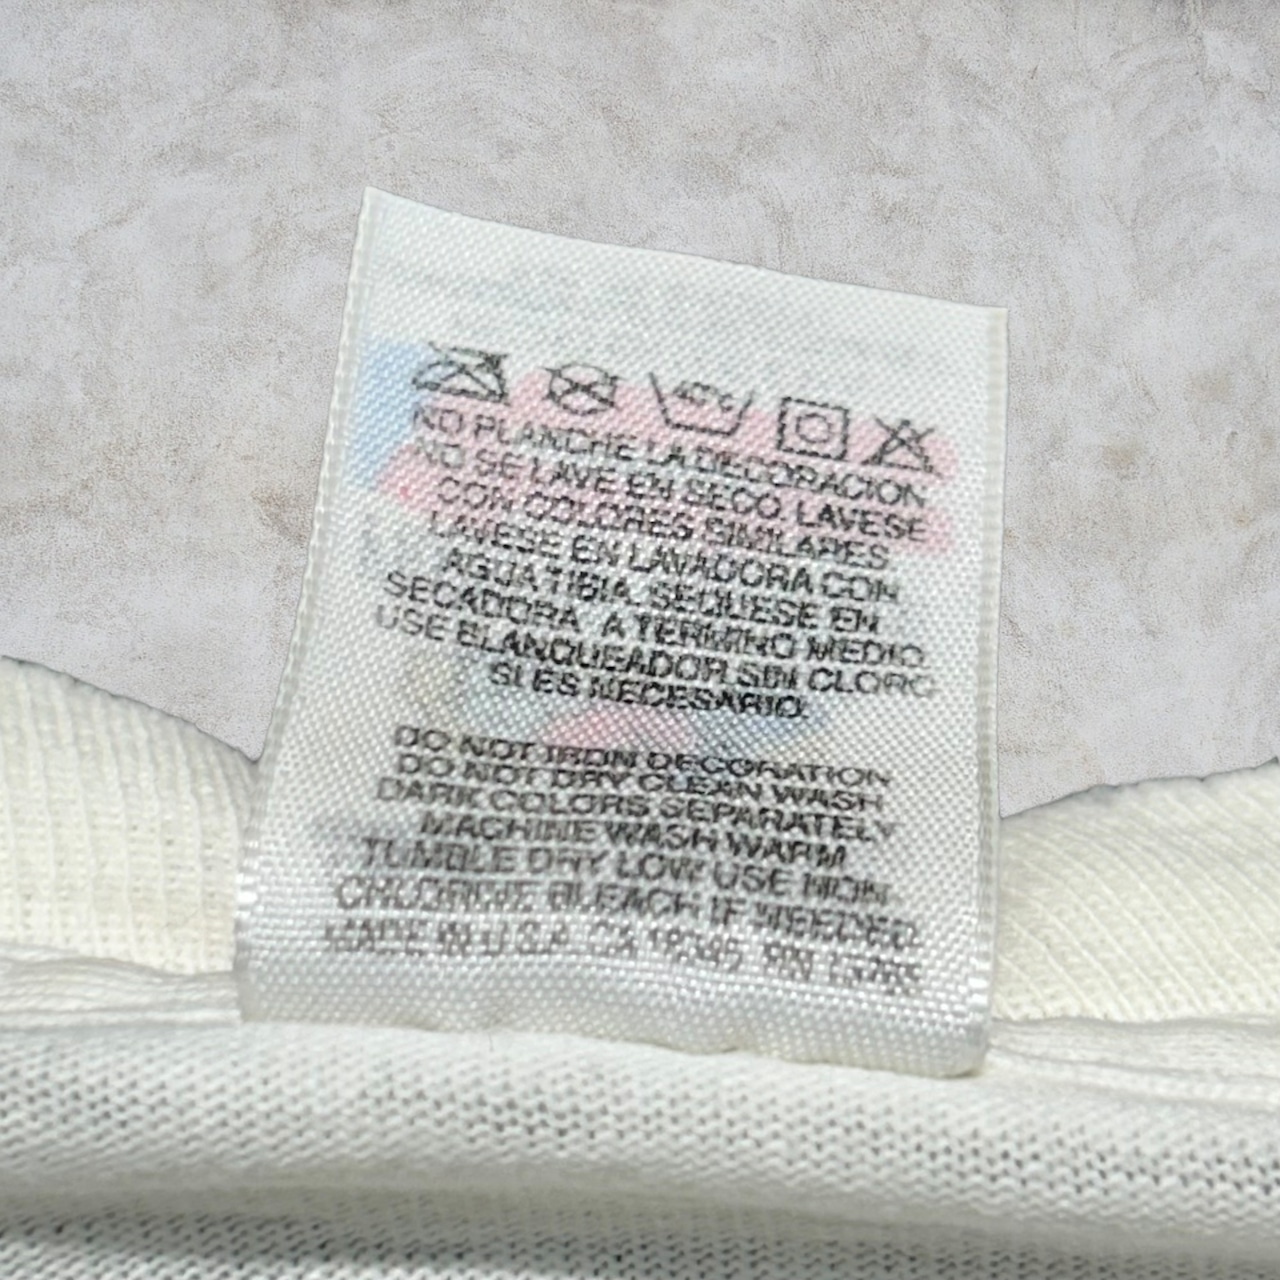 40°C
NO PLANCHE LA DECORACION
NO SE LAVE EN SECO. LAVESE
CON COLORES SIMILARES
LAVESE EN LAVADORA CON
AGUA TIBIA. SEQUESE EN
SECADORA A TERMINO MEDIO.
USE BLANQUEADOR SIN CLORO
SI ES NECESARIO.
DO NOT IRON DECORATION
DO NOT DRY CLEAN WASH
DARK COLORS SEPARATELY
MACHINE WASH WARM
TUMBLE DRY LOW USE NON-
CHLORINE BLEACH IF NEEDED.
MADE IN U.S.A. CA RN